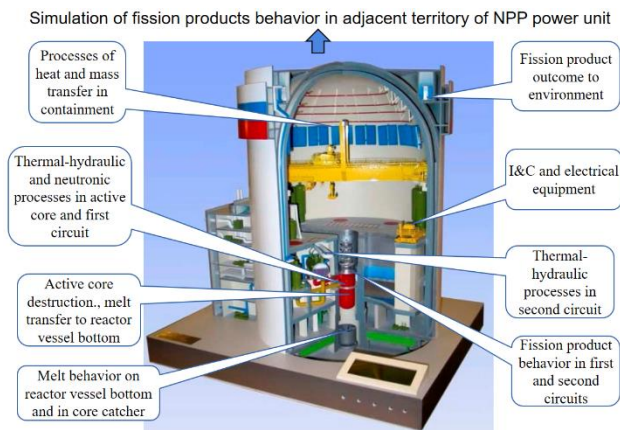 Simulation of fission products behavior in adjacent territory of NPP power unit
Processes of
heat and mass
transfer in
containment
Thermal-hydraulic
and neutronic
processes in active
core and first
circuit
Active core
destruction., melt
transfer to reactor
vessel bottom
Melt behavior on
reactor vessel bottom
and in core catcher
Fission product
outcome to
environment
I&C and electrical
equipment
Thermal-
hydraulic
processes in
second circuit
Fission product
behavior in first
and second
circuits